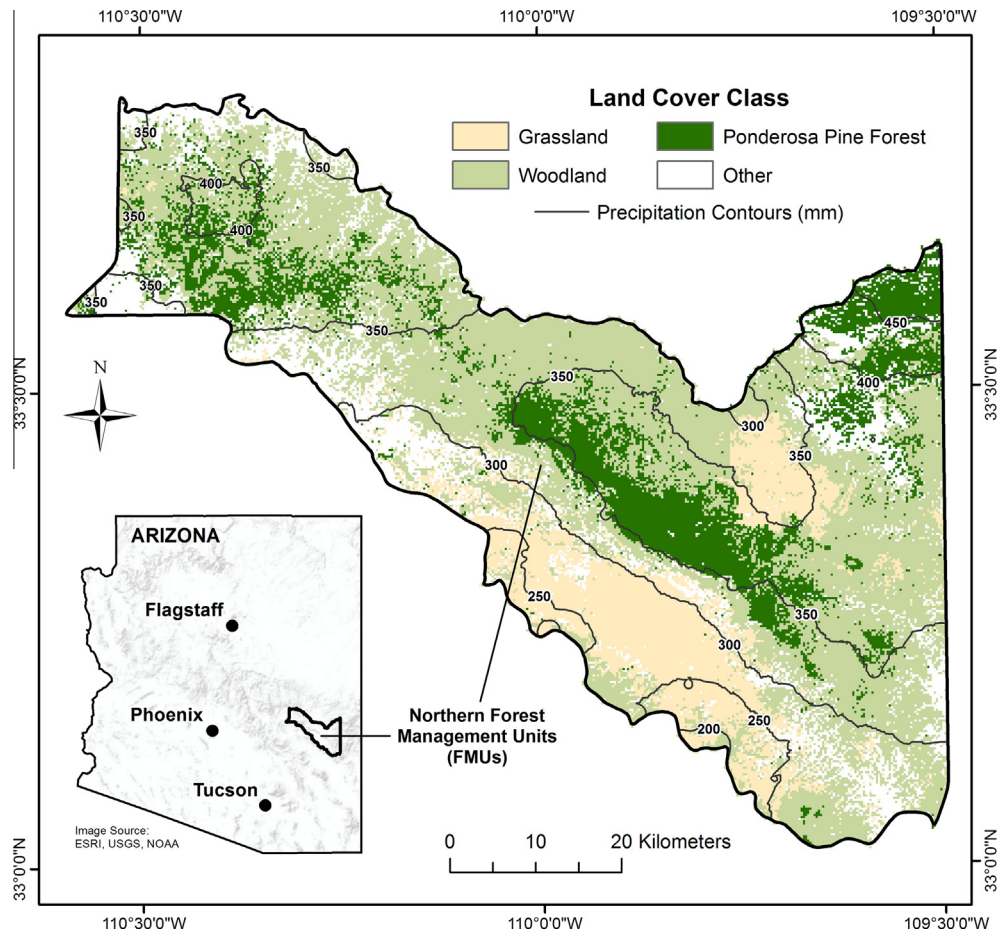 110°30'0"W 110°0'0"W 109°30'0"W
Land Cover Class
Grassland Ponderosa Pine Forest
Woodland Other
Precipitation Contours (mm)
350
350
400
350
400
350
350
350
450
400
350
300
350
300
250
350
300
250
200
33°30'0"N
33°30'0"N
N
ARIZONA
Flagstaff
Phoenix
Tucson
Image Source:
ESRI, USGS, NOAA
Northern Forest
Management Units
(FMUs)
0 10 20 Kilometers
33°0'0"N
33°0'0"N
110°30'0"W 110°0'0"W 109°30'0"W